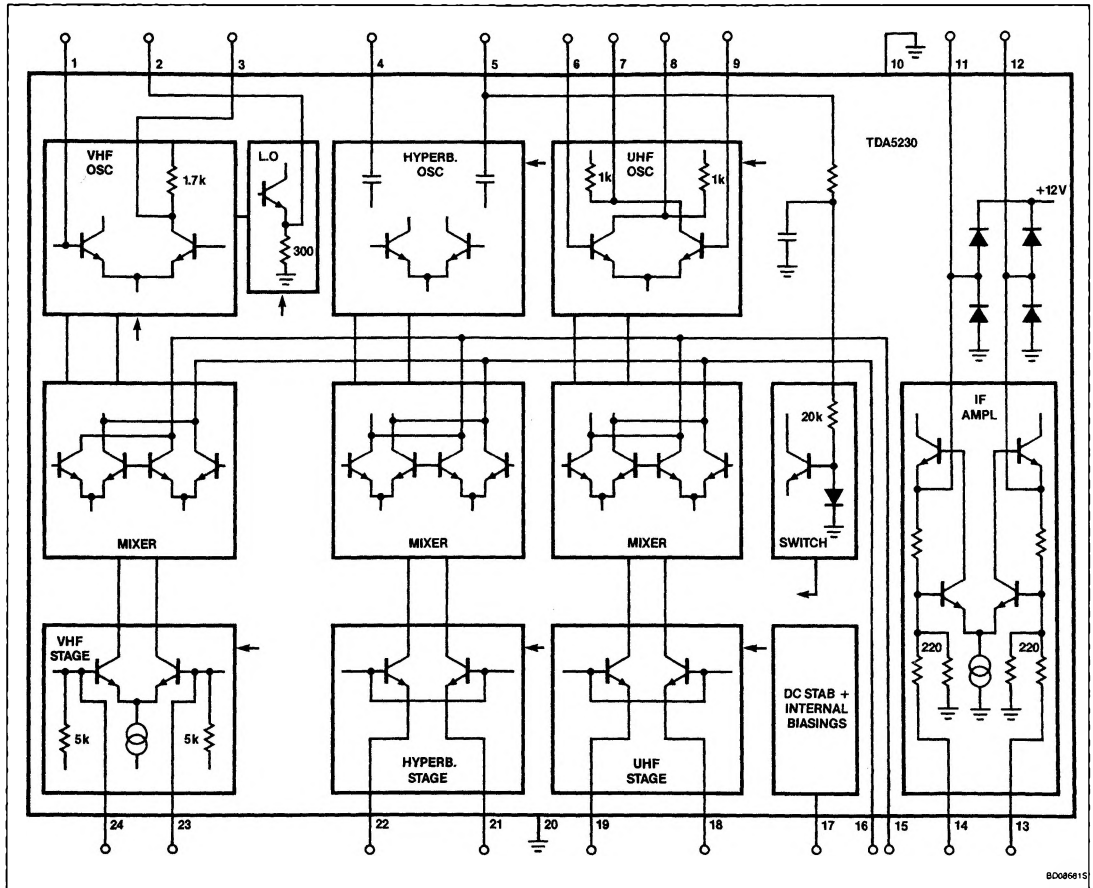 1 2 3 4 5 6 7 8 9 10 11 12
TDA5230
VHF
OSC
1.7k
L.O
300
HYPERB.
OSC
UHF
OSC
1k
1k
+12V
MIXER
MIXER
MIXER
20k
SWITCH
IF
AMPL
VHF
STAGE
5k
5k
HYPERB.
STAGE
UHF
STAGE
DC STAB +
INTERNAL
BIASINGS
220
220
24 23 22 21 20 19 18 17 16 15 14 13
BD08681S